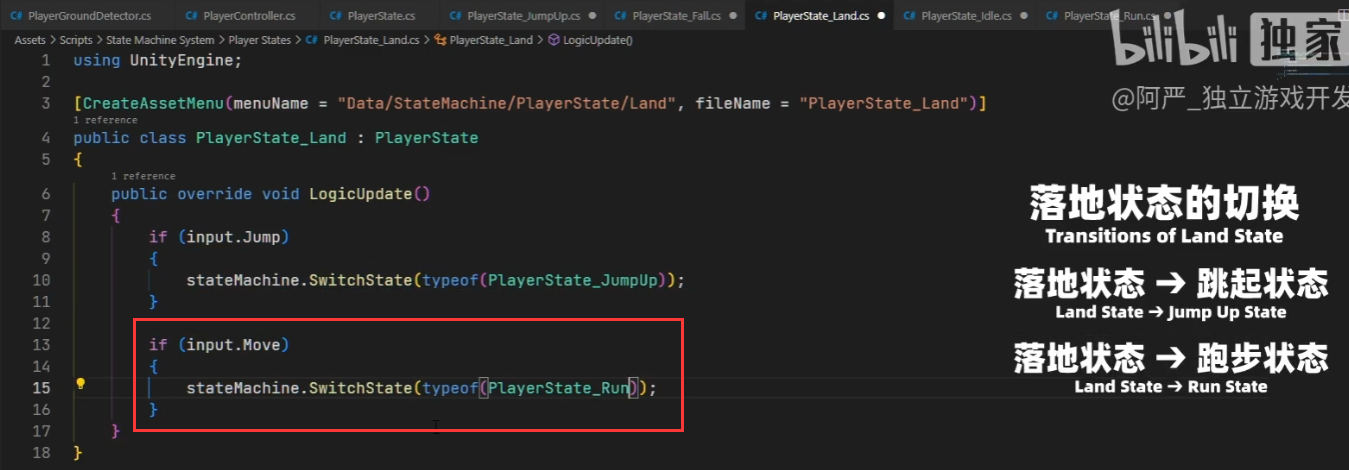 PlayerGroundDetector.cs
PlayerController.cs
PlayerState.cs
PlayerState_JumpUp.cs
PlayerState_Fall.cs
PlayerState_Land.cs
PlayerState_Idle.cs
PlayerState_Run.cs
Assets > Scripts > State Machine System > Player States > C# PlayerState_Land.cs > PlayerState_Land > LogicUpdate()
bilibili 独家
@阿严_独立游戏开发
1 using UnityEngine;
2
3 [CreateAssetMenu(menuName = "Data/StateMachine/PlayerState/Land", fileName = "PlayerState_Land")]
1 reference
4 public class PlayerState_Land : PlayerState
5 {
1 reference
6 public override void LogicUpdate()
7 {
8 if (input.Jump)
9 {
10 stateMachine.SwitchState(typeof(PlayerState_JumpUp));
11 }
12
13 if (input.Move)
14 {
15 stateMachine.SwitchState(typeof(PlayerState_Run));
16 }
17 }
18 }
落地状态的切换
Transitions of Land State
落地状态 → 跳起状态
Land State → Jump Up State
落地状态 → 跑步状态
Land State → Run State